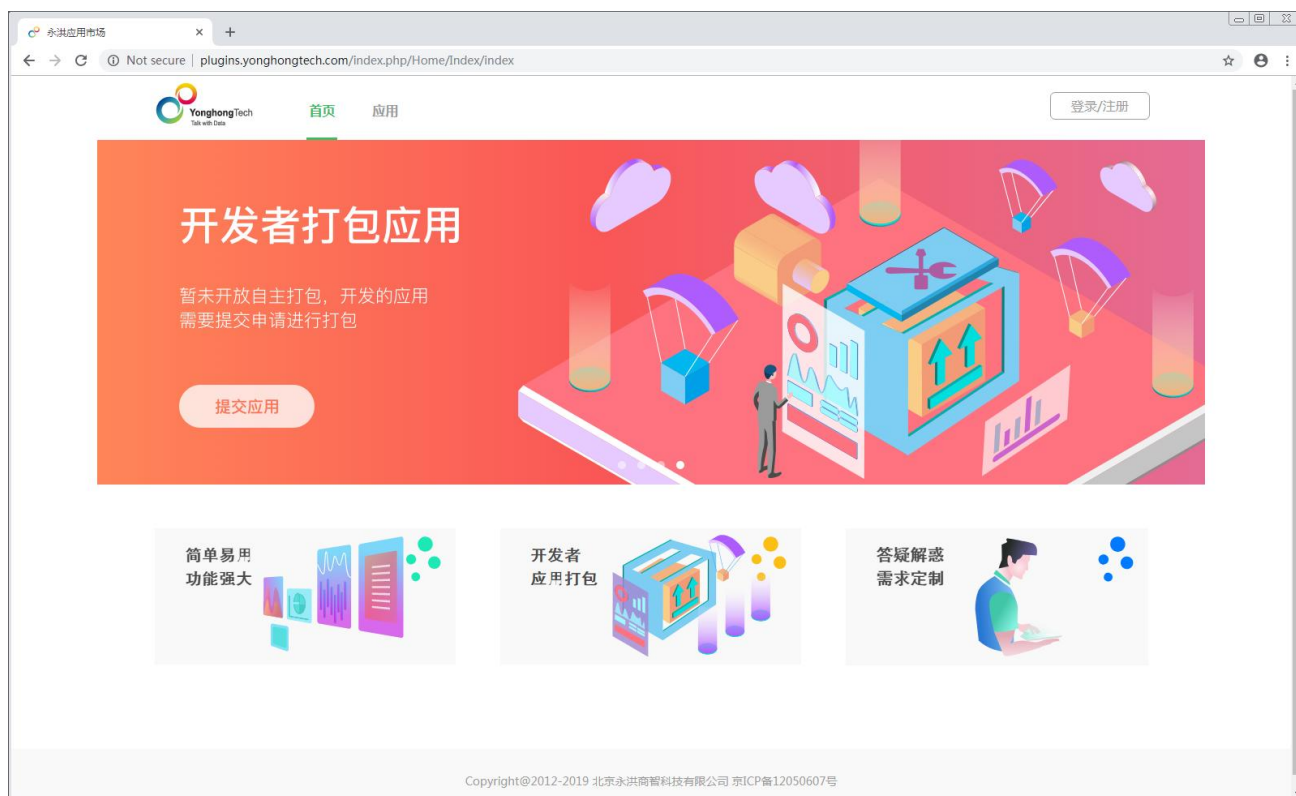 永洪应用市场
Not secure | plugins.yonghongtech.com/index.php/Home/Index/index
YonghongTech
Talk with Data
首页
应用
登录/注册
开发者打包应用
暂未开放自主打包，开发的应用
需要提交申请进行打包
提交应用
简单易用
功能强大
开发者
应用打包
答疑解惑
需求定制
Copyright@2012-2019 北京永洪商智科技有限公司 京ICP备12050607号